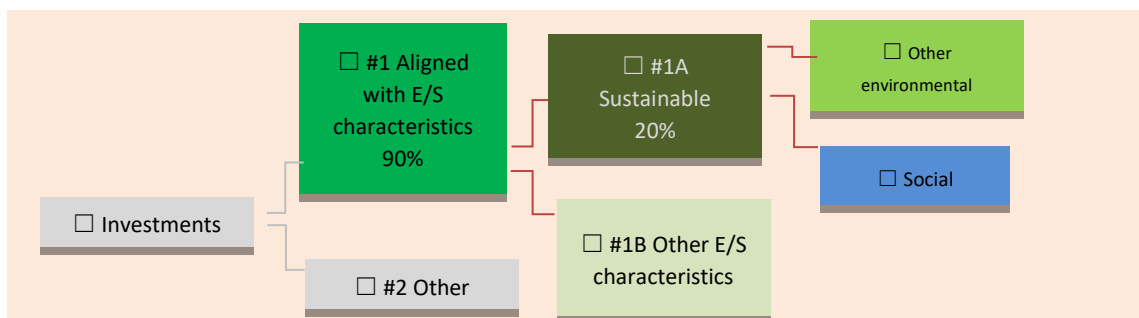 ☐ Investments
☐ #1 Aligned
with E/S
characteristics
90%
☐ #2 Other
☐ #1A
Sustainable
20%
☐ #1B Other E/S
characteristics
☐ Other
environmental
☐ Social